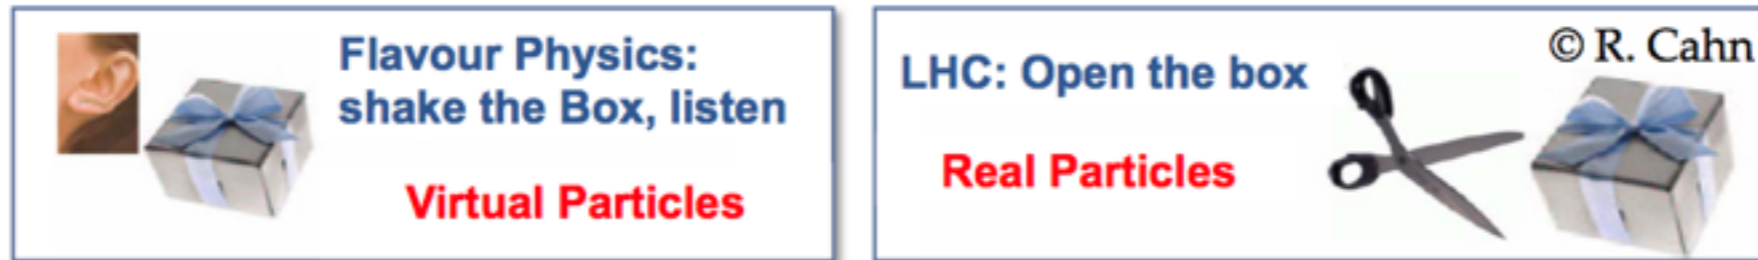 Flavour Physics:
shake the Box, listen
Virtual Particles
LHC: Open the box
Real Particles
© R. Cahn